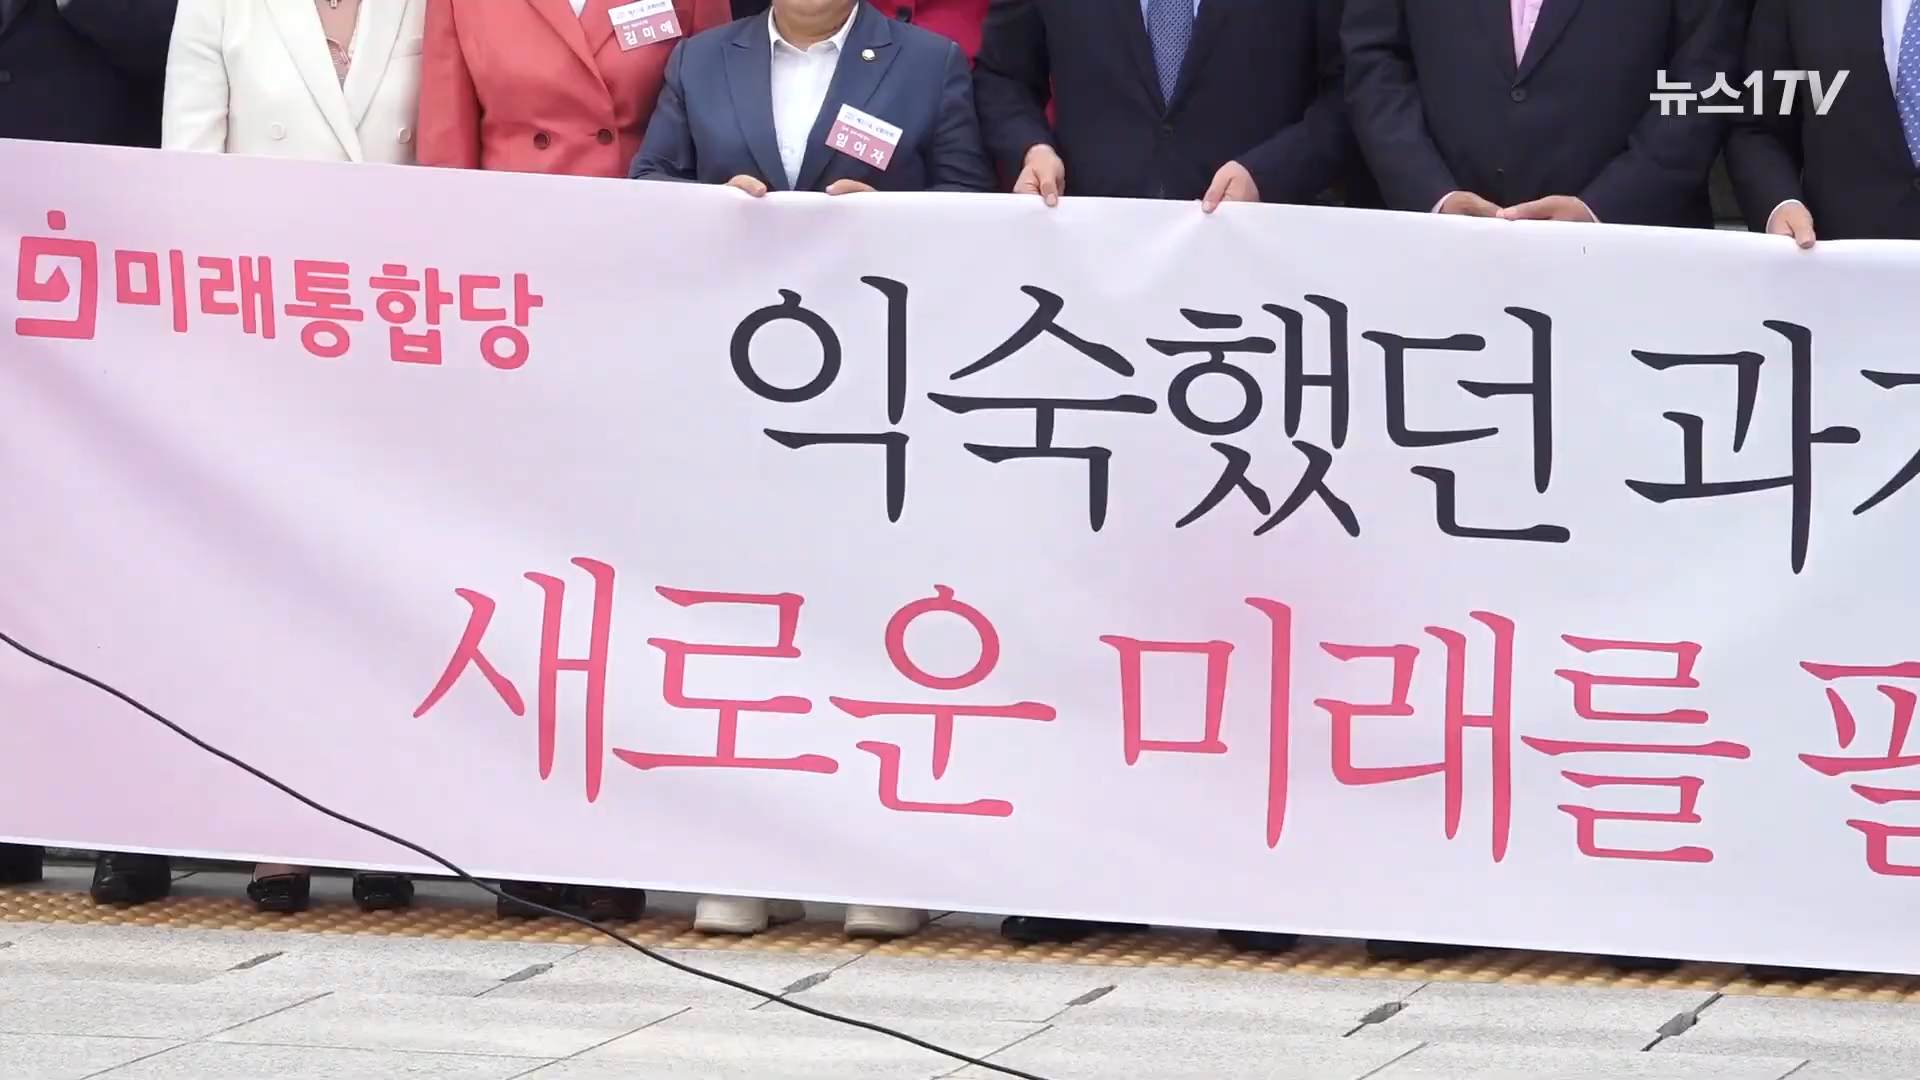 김미애
임이자
뉴스1TV
미래통합당
익숙했던 과
새로운 미래를